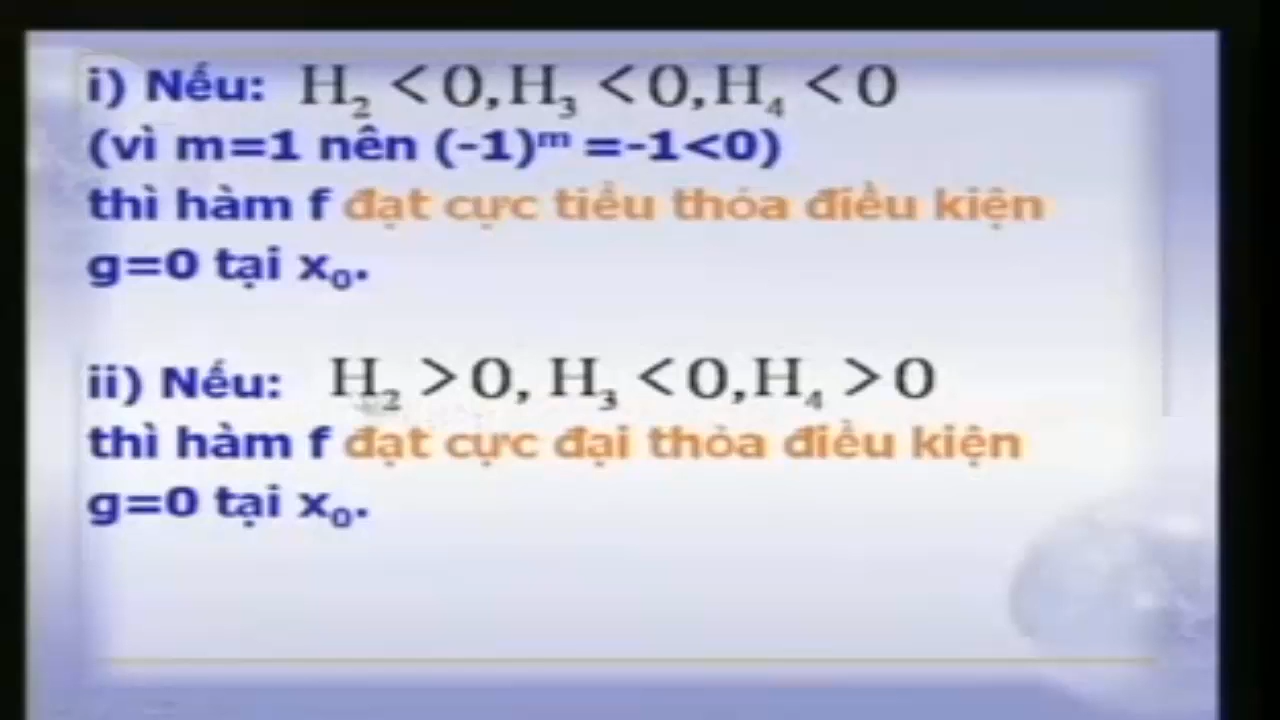 i) Nếu: H₂ < 0, H₃ < 0, H₄ < 0
(vì m=1 nên (-1)ᵐ =-1<0)
thì hàm f đạt cực tiểu thỏa điều kiện
g=0 tại x₀.
ii) Nếu: H₂ > 0, H₃ < 0, H₄ > 0
thì hàm f đạt cực đại thỏa điều kiện
g=0 tại x₀.